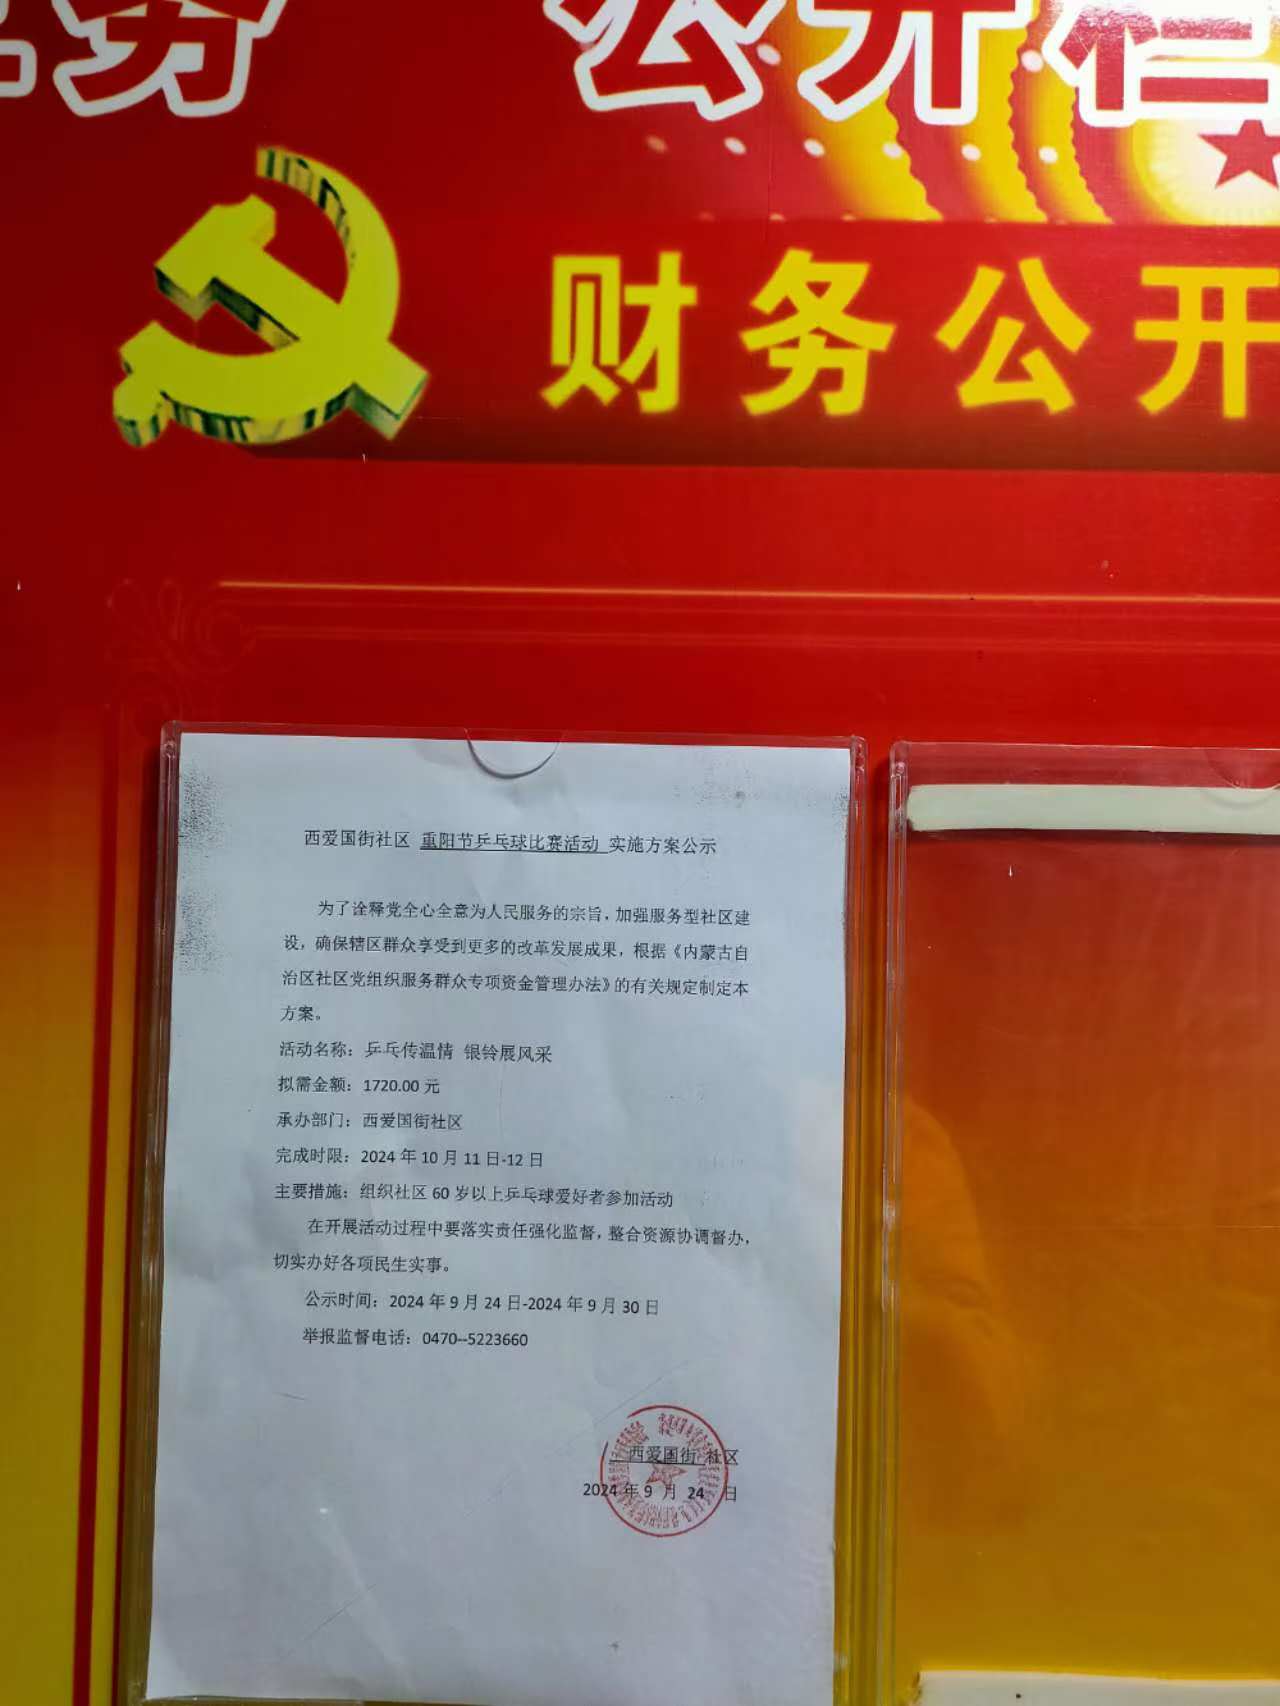 务 公开栏
财务公开
西爱国街社区 重阳节乒乓球比赛活动 实施方案公示
为了诠释党全心全意为人民服务的宗旨，加强服务型社区建
设，确保辖区群众享受到更多的改革发展成果，根据《内蒙古自
治区社区党组织服务群众专项资金管理办法》的有关规定制定本
方案。
活动名称：乒乓传温情 银铃展风采
拟需金额：1720.00 元
承办部门：西爱国街社区
完成时限：2024 年 10 月 11 日-12 日
主要措施：组织社区 60 岁以上乒乓球爱好者参加活动
在开展活动过程中要落实责任强化监督，整合资源协调督办，
切实办好各项民生实事。
公示时间：2024 年 9 月 24 日-2024 年 9 月 30 日
举报监督电话：0470--5223660
西爱国街 社区
2024 年 9 月 24 日